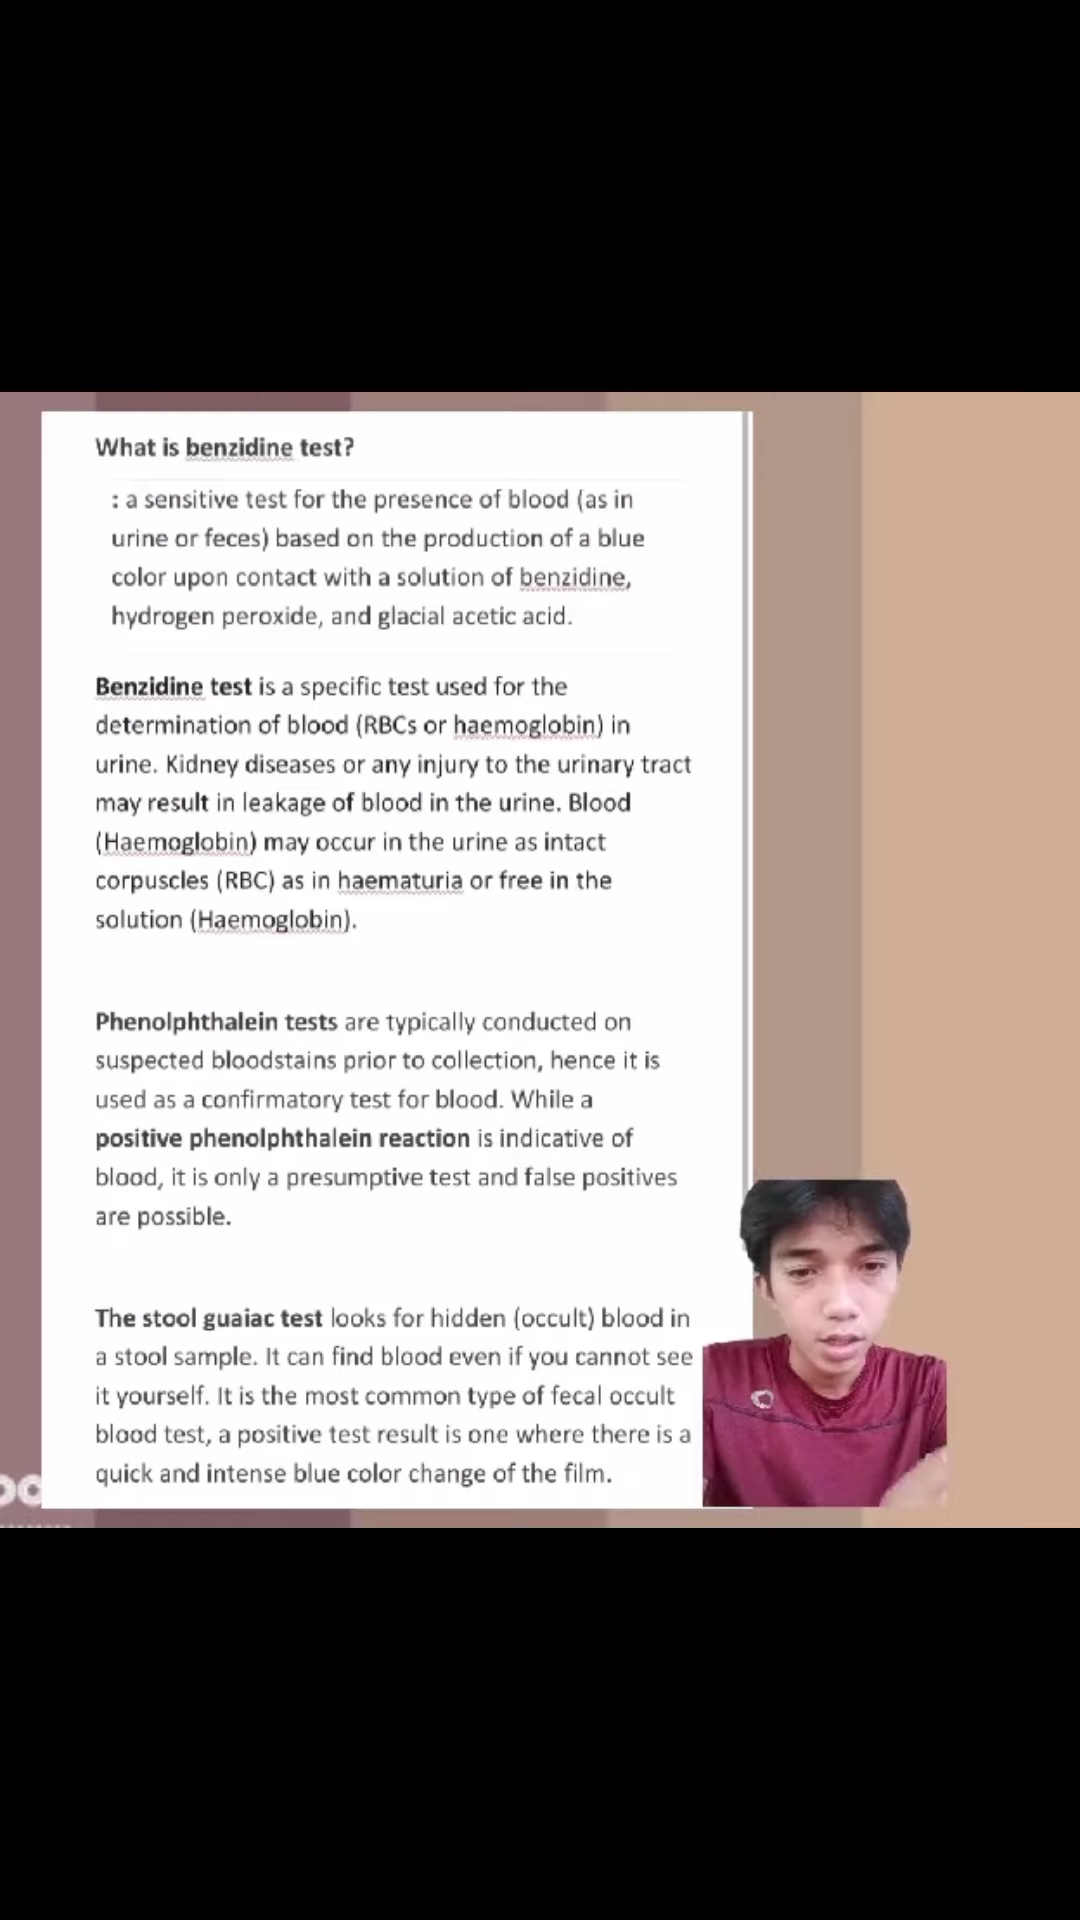 What is benzidine test?
: a sensitive test for the presence of blood (as in
urine or feces) based on the production of a blue
color upon contact with a solution of benzidine,
hydrogen peroxide, and glacial acetic acid.
Benzidine test is a specific test used for the
determination of blood (RBCs or haemoglobin) in
urine. Kidney diseases or any injury to the urinary tract
may result in leakage of blood in the urine. Blood
(Haemoglobin) may occur in the urine as intact
corpuscles (RBC) as in haematuria or free in the
solution (Haemoglobin).
Phenolphthalein tests are typically conducted on
suspected bloodstains prior to collection, hence it is
used as a confirmatory test for blood. While a
positive phenolphthalein reaction is indicative of
blood, it is only a presumptive test and false positives
are possible.
The stool guaiac test looks for hidden (occult) blood in
a stool sample. It can find blood even if you cannot see
it yourself. It is the most common type of fecal occult
blood test, a positive test result is one where there is a
quick and intense blue color change of the film.